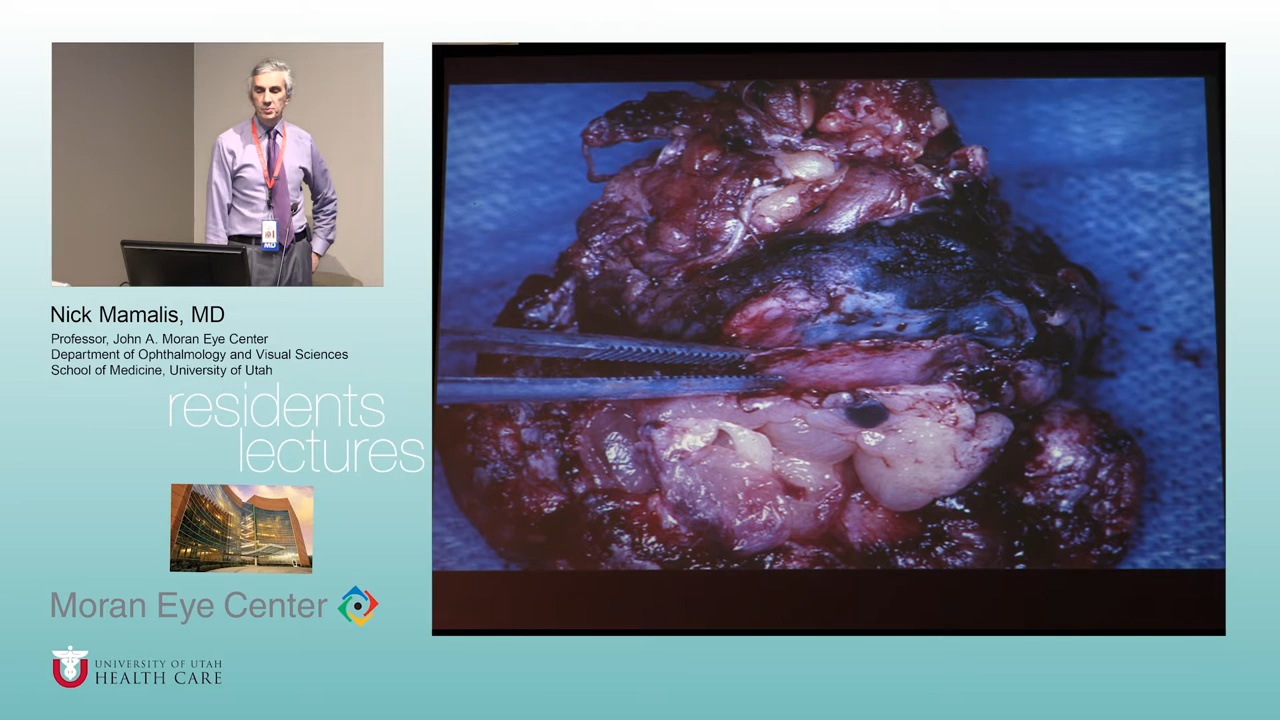 Nick Mamalis, MD
Professor, John A. Moran Eye Center
Department of Ophthalmology and Visual Sciences
School of Medicine, University of Utah
residents
lectures
Moran Eye Center
UNIVERSITY OF UTAH
HEALTH CARE
MD